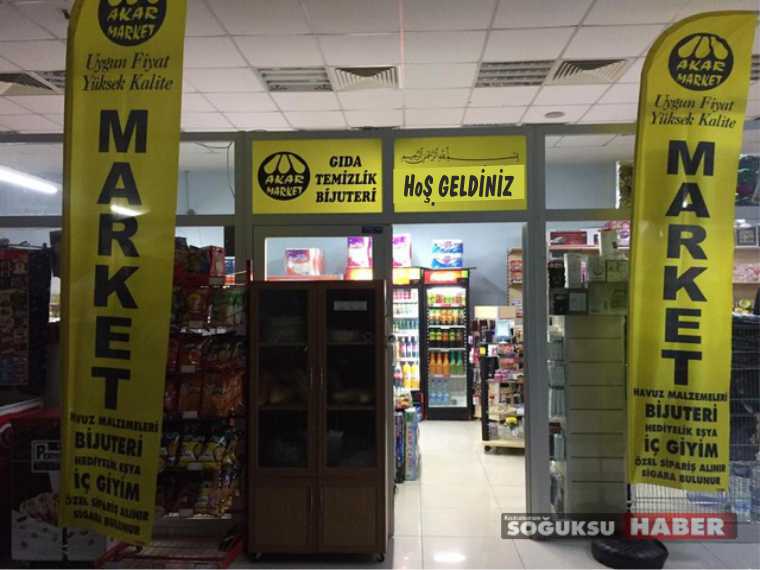 AKAR
MARKET
Uygun Fiyat
Yüksek Kalite
MARKET
HAVUZ MALZEMELERİ
BİJUTERİ
HEDİYELİK EŞYA
İÇ GİYİM
ÖZEL SİPARİŞ ALINIR
SİGARA BULUNUR
AKAR
AKAR
MARKET
GIDA
TEMİZLİK
BİJUTERİ
HOŞ GELDİNİZ
AKAR
MARKET
Uygun Fiyat
Yüksek Kalite
MARKET
HAVUZ MALZEMELERİ
BİJUTERİ
HEDİYELİK EŞYA
İÇ GİYİM
ÖZEL SİPARİŞ ALINIR
SİGARA BULUNUR
AKAR
SOĞUKSU HABER